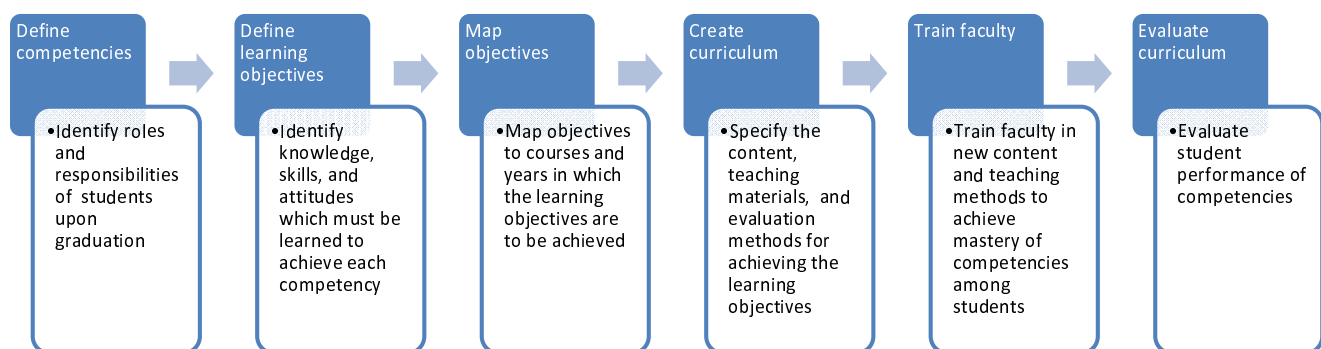 Define
competencies
•Identify roles
and
responsibilities
of students
upon
graduation
Define
learning
objectives
•Identify
knowledge,
skills, and
attitudes
which must be
learned to
achieve each
competency
Map
objectives
•Map objectives
to courses and
years in which
the learning
objectives are
to be achieved
Create
curriculum
•Specify the
content,
teaching
materials, and
evaluation
methods for
achieving the
learning
objectives
Train faculty
•Train faculty in
new content
and teaching
methods to
achieve
mastery of
competencies
among
students
Evaluate
curriculum
•Evaluate
student
performance of
competencies